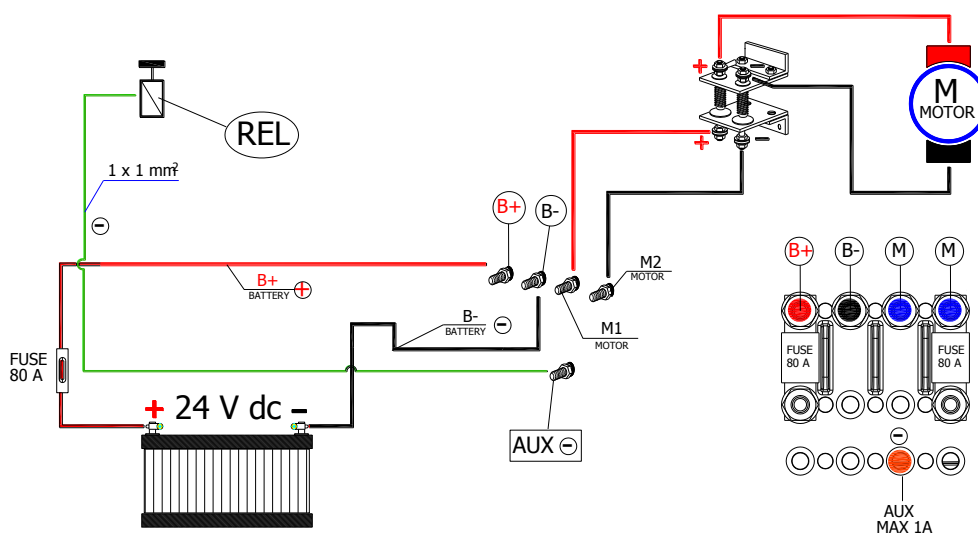 +
-
M
MOTOR
REL
+
-
1 x 1 mm²
B+
B-
-
B+
BATTERY +
M2
MOTOR
B+
B-
M
M
B-
BATTERY -
M1
MOTOR
FUSE
80 A
FUSE
80 A
FUSE
80 A
+ 24 V dc -
AUX -
-
AUX
MAX 1A